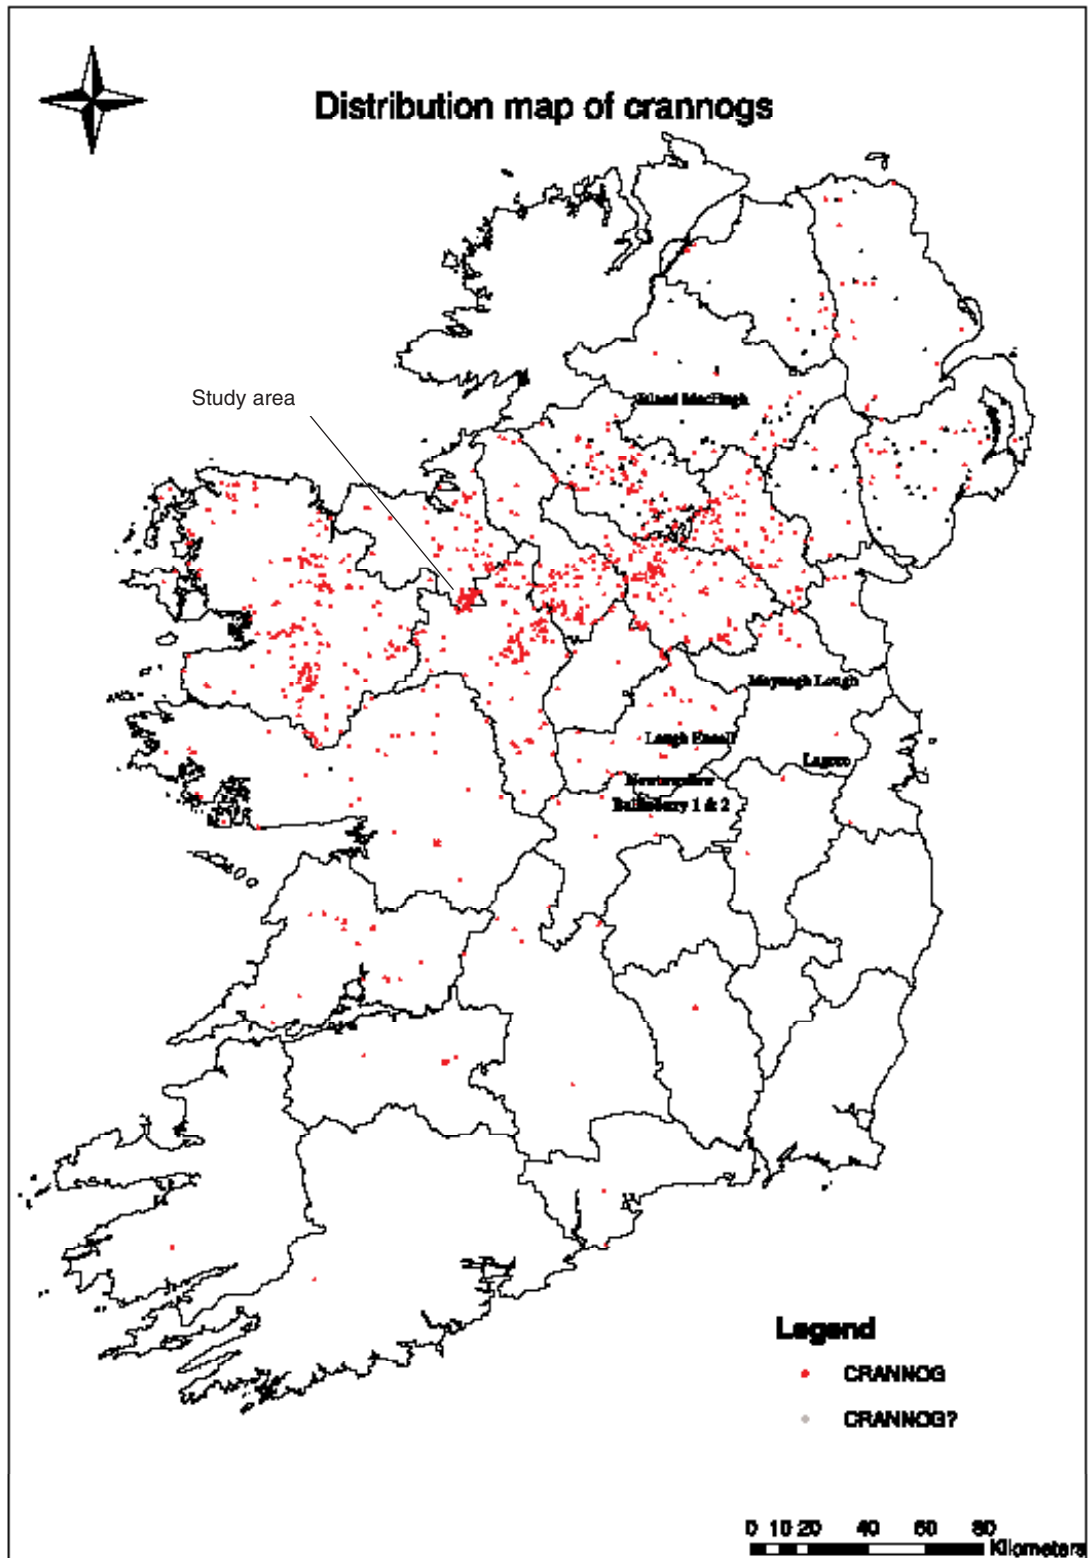 Distribution map of crannogs
Study area
Island MacHugh
Moynagh Lough
Lough Ennell
Lagore
Newtownlow
Ballinderry 1 & 2
Legend
CRANNOG
CRANNOG?
0 10 20 40 60 80
Kilometers